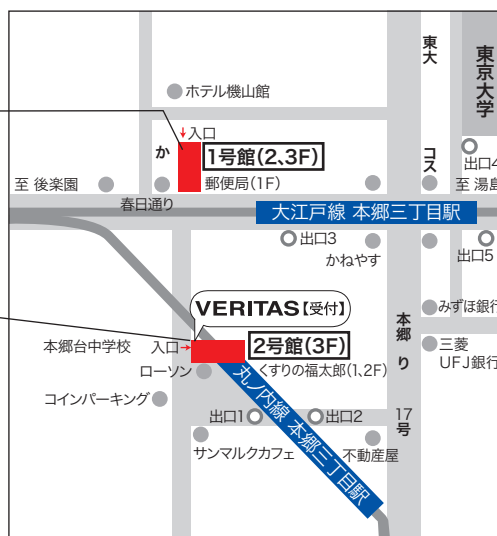 東大
東京大学
ホテル機山館
↓入口
1号館(2、3F)
か
コス
出口4
至 後楽園
郵便局(1F)
至 湯島
春日通り
大江戸線 本郷三丁目駅
出口3
かねやす
出口5
VERITAS【受付】
みずほ銀行
本郷 り
本郷台中学校
入口→
2号館(3F)
三菱
UFJ銀行
ローソン
くすりの福太郎(1、2F)
丸ノ内線 本郷三丁目駅
コインパーキング
出口1
出口2
17号
サンマルクカフェ
不動産屋